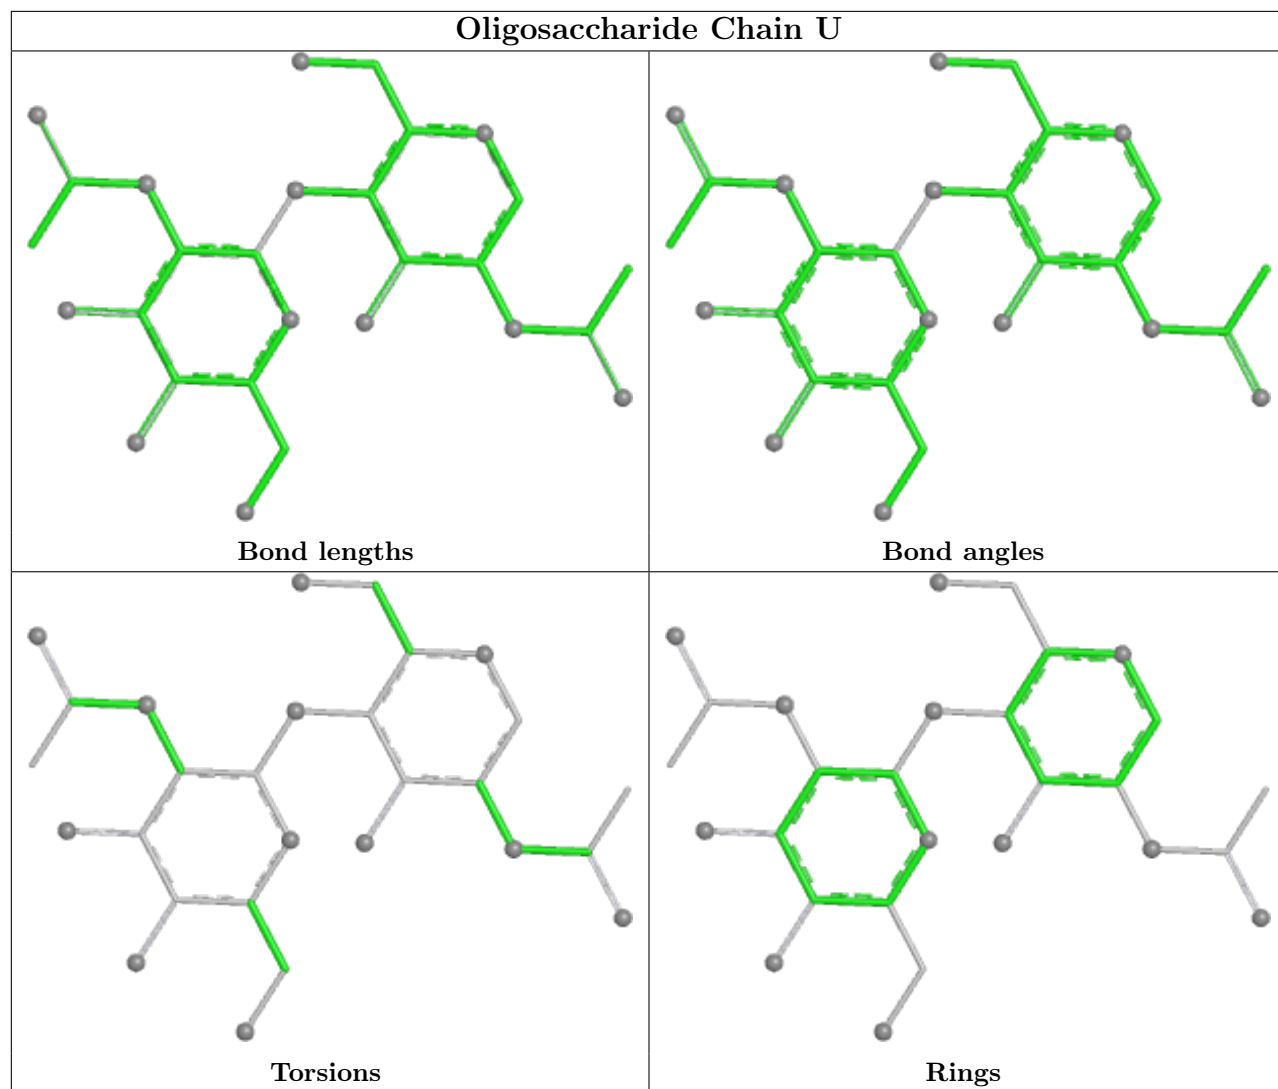 Oligosaccharide Chain U
Bond lengths
Bond angles
Torsions
Rings